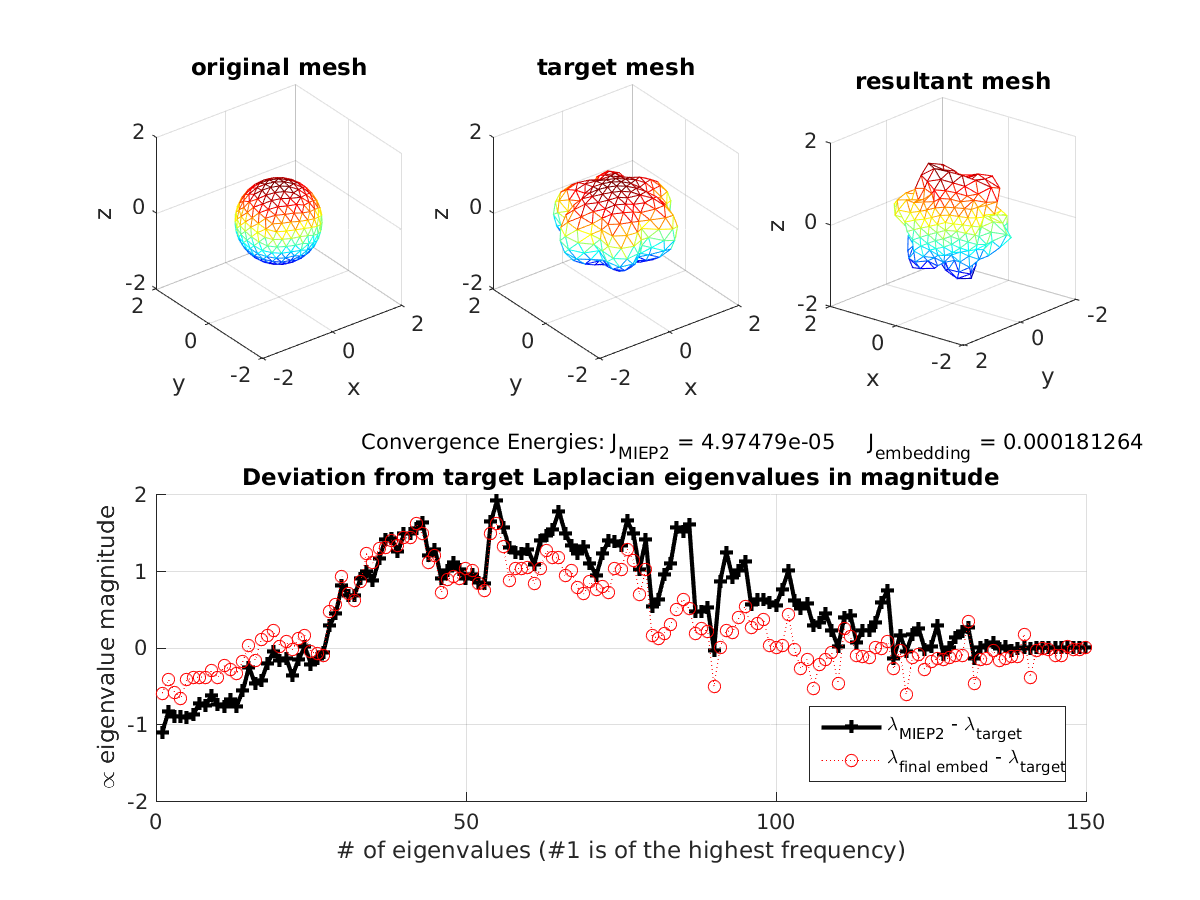 original mesh
target mesh
resultant mesh
2
0
-2
z
2
0
-2
y
-2
0
2
x
2
0
-2
z
2
0
-2
y
-2
0
2
x
2
0
-2
z
2
0
-2
x
2
0
-2
y
Convergence Energies: J_MIEP2 = 4.97479e-05 J_embedding = 0.000181264
Deviation from target Laplacian eigenvalues in magnitude
2
1
0
-1
-2
∝ eigenvalue magnitude
λ_MIEP2 - λ_target
λ_final embed - λ_target
0 50 100 150
# of eigenvalues (#1 is of the highest frequency)